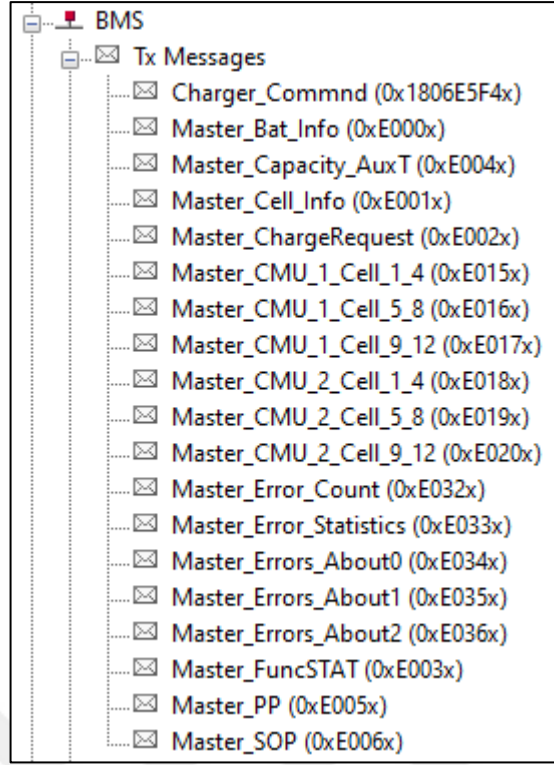 BMS
Tx Messages
Charger_Commnd (0x1806E5F4x)
Master_Bat_Info (0xE000x)
Master_Capacity_AuxT (0xE004x)
Master_Cell_Info (0xE001x)
Master_ChargeRequest (0xE002x)
Master_CMU_1_Cell_1_4 (0xE015x)
Master_CMU_1_Cell_5_8 (0xE016x)
Master_CMU_1_Cell_9_12 (0xE017x)
Master_CMU_2_Cell_1_4 (0xE018x)
Master_CMU_2_Cell_5_8 (0xE019x)
Master_CMU_2_Cell_9_12 (0xE020x)
Master_Error_Count (0xE032x)
Master_Error_Statistics (0xE033x)
Master_Errors_About0 (0xE034x)
Master_Errors_About1 (0xE035x)
Master_Errors_About2 (0xE036x)
Master_FuncSTAT (0xE003x)
Master_PP (0xE005x)
Master_SOP (0xE006x)